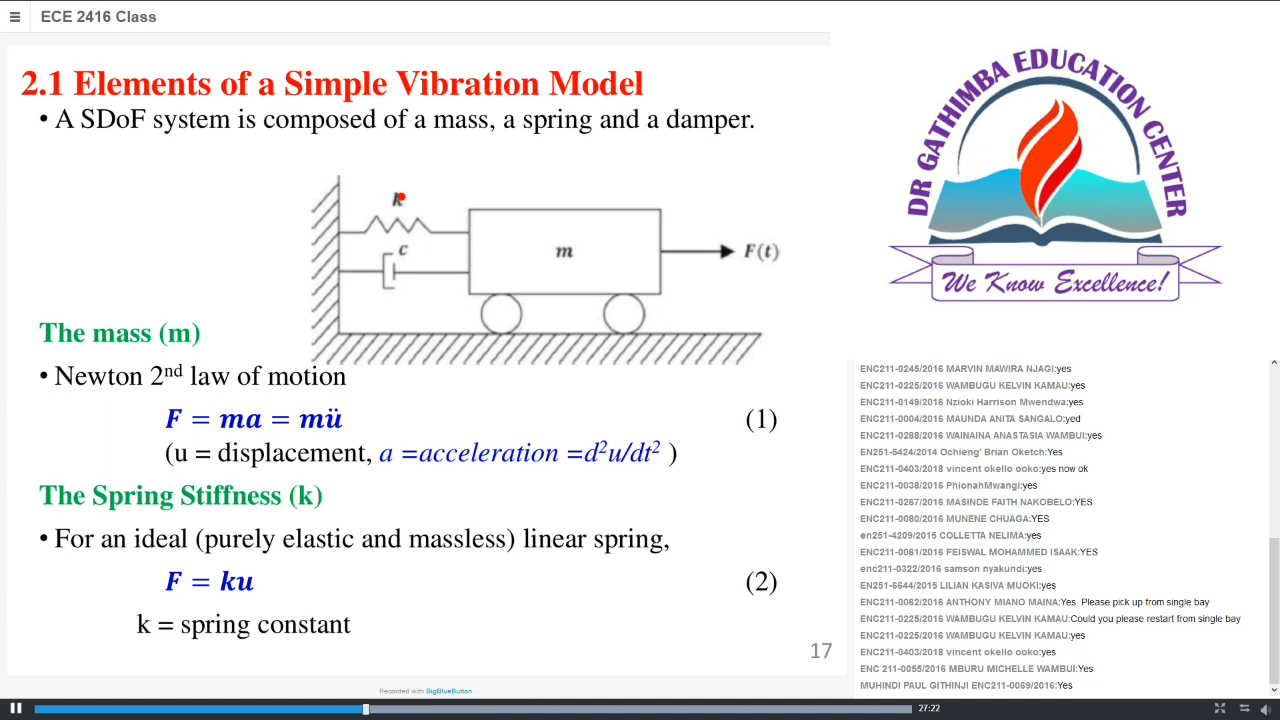 ECE 2416 Class
2.1 Elements of a Simple Vibration Model
• A SDoF system is composed of a mass, a spring and a damper.
k
c
m
F(t)
The mass (m)
• Newton 2nd law of motion
F = ma = mü (1)
(u = displacement, a =acceleration =d²u/dt² )
The Spring Stiffness (k)
• For an ideal (purely elastic and massless) linear spring,
F = ku (2)
k = spring constant
17
Recorded with BigBlueButton.
DR GATHIMBA EDUCATION CENTER
We Know Excellence!
ENC211-0245/2016 MARVIN MAWIRA NJAGI:yes
ENC211-0225/2016 WAMBUGU KELVIN KAMAU:yes
ENC211-0149/2016 Nzioki Harrison Mwendwa:yes
ENC211-0004/2016 MAUNDA ANITA SANGALO:yed
ENC211-0288/2016 WAINAINA ANASTASIA WAMBUI:yes
EN251-5424/2014 Ochieng' Brian Oketch:Yes
ENC211-0403/2018 vincent okello ooko:yes now ok
ENC211-0038/2016 PhionahMwangi:yes
ENC211-0267/2016 MASINDE FAITH NAKOBELO:YES
ENC211-0080/2016 MUNENE CHUAGA:YES
en251-4209/2015 COLLETTA NELIMA:yes
ENC211-0061/2016 FEISWAL MOHAMMED ISAAK:YES
enc211-0322/2016 samson nyakundi:yes
EN251-6644/2015 LILIAN KASIVA MUOKI:yes
ENC211-0062/2016 ANTHONY MIANO MAINA:Yes. Please pick up from single bay
ENC211-0225/2016 WAMBUGU KELVIN KAMAU:Could you please restart from single bay
ENC211-0225/2016 WAMBUGU KELVIN KAMAU:yes
ENC211-0403/2018 vincent okello ooko:yes
ENC 211-0055/2016 MBURU MICHELLE WAMBUI:Yes
MUHINDI PAUL GITHINJI ENC211-0069/2016:Yes
27:22